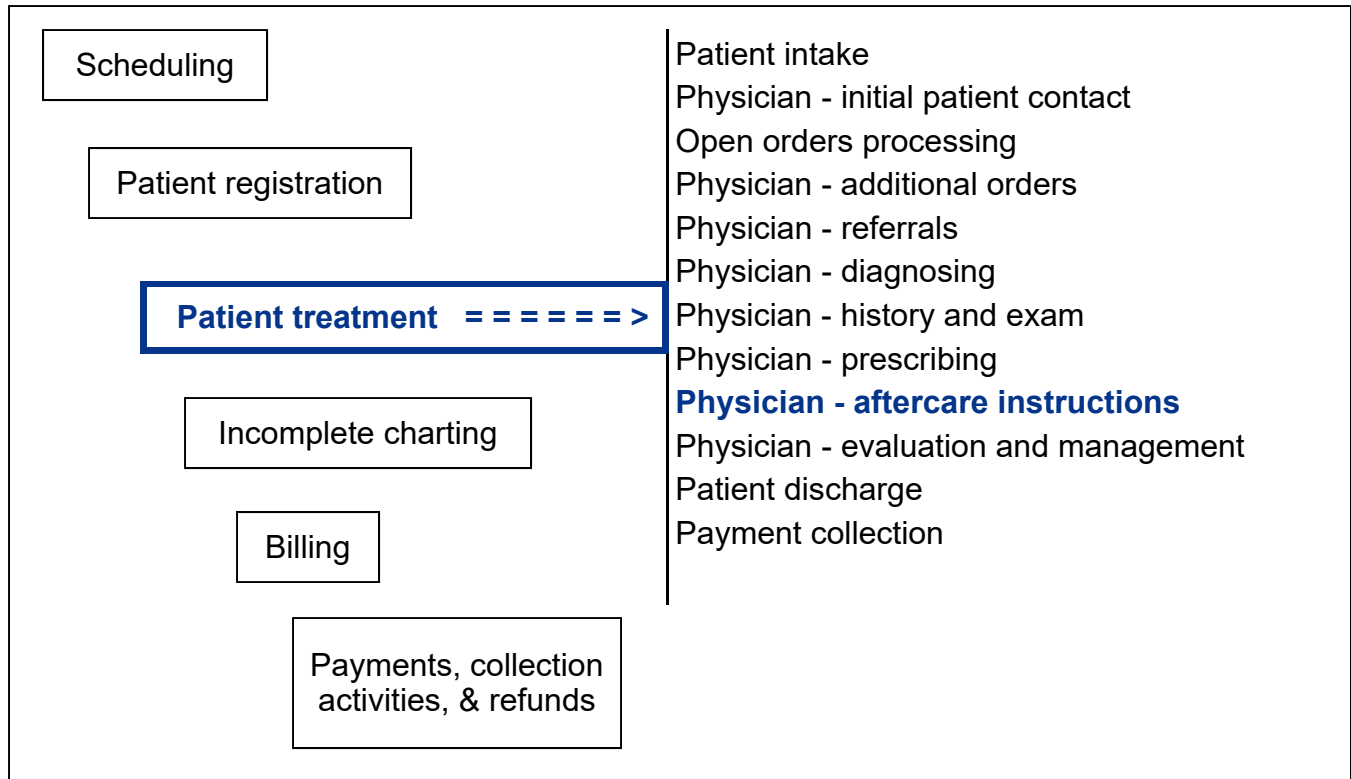 Scheduling
Patient registration
Patient treatment = = = = = = >
Incomplete charting
Billing
Payments, collection
activities, & refunds
Patient intake
Physician - initial patient contact
Open orders processing
Physician - additional orders
Physician - referrals
Physician - diagnosing
Physician - history and exam
Physician - prescribing
Physician - aftercare instructions
Physician - evaluation and management
Patient discharge
Payment collection